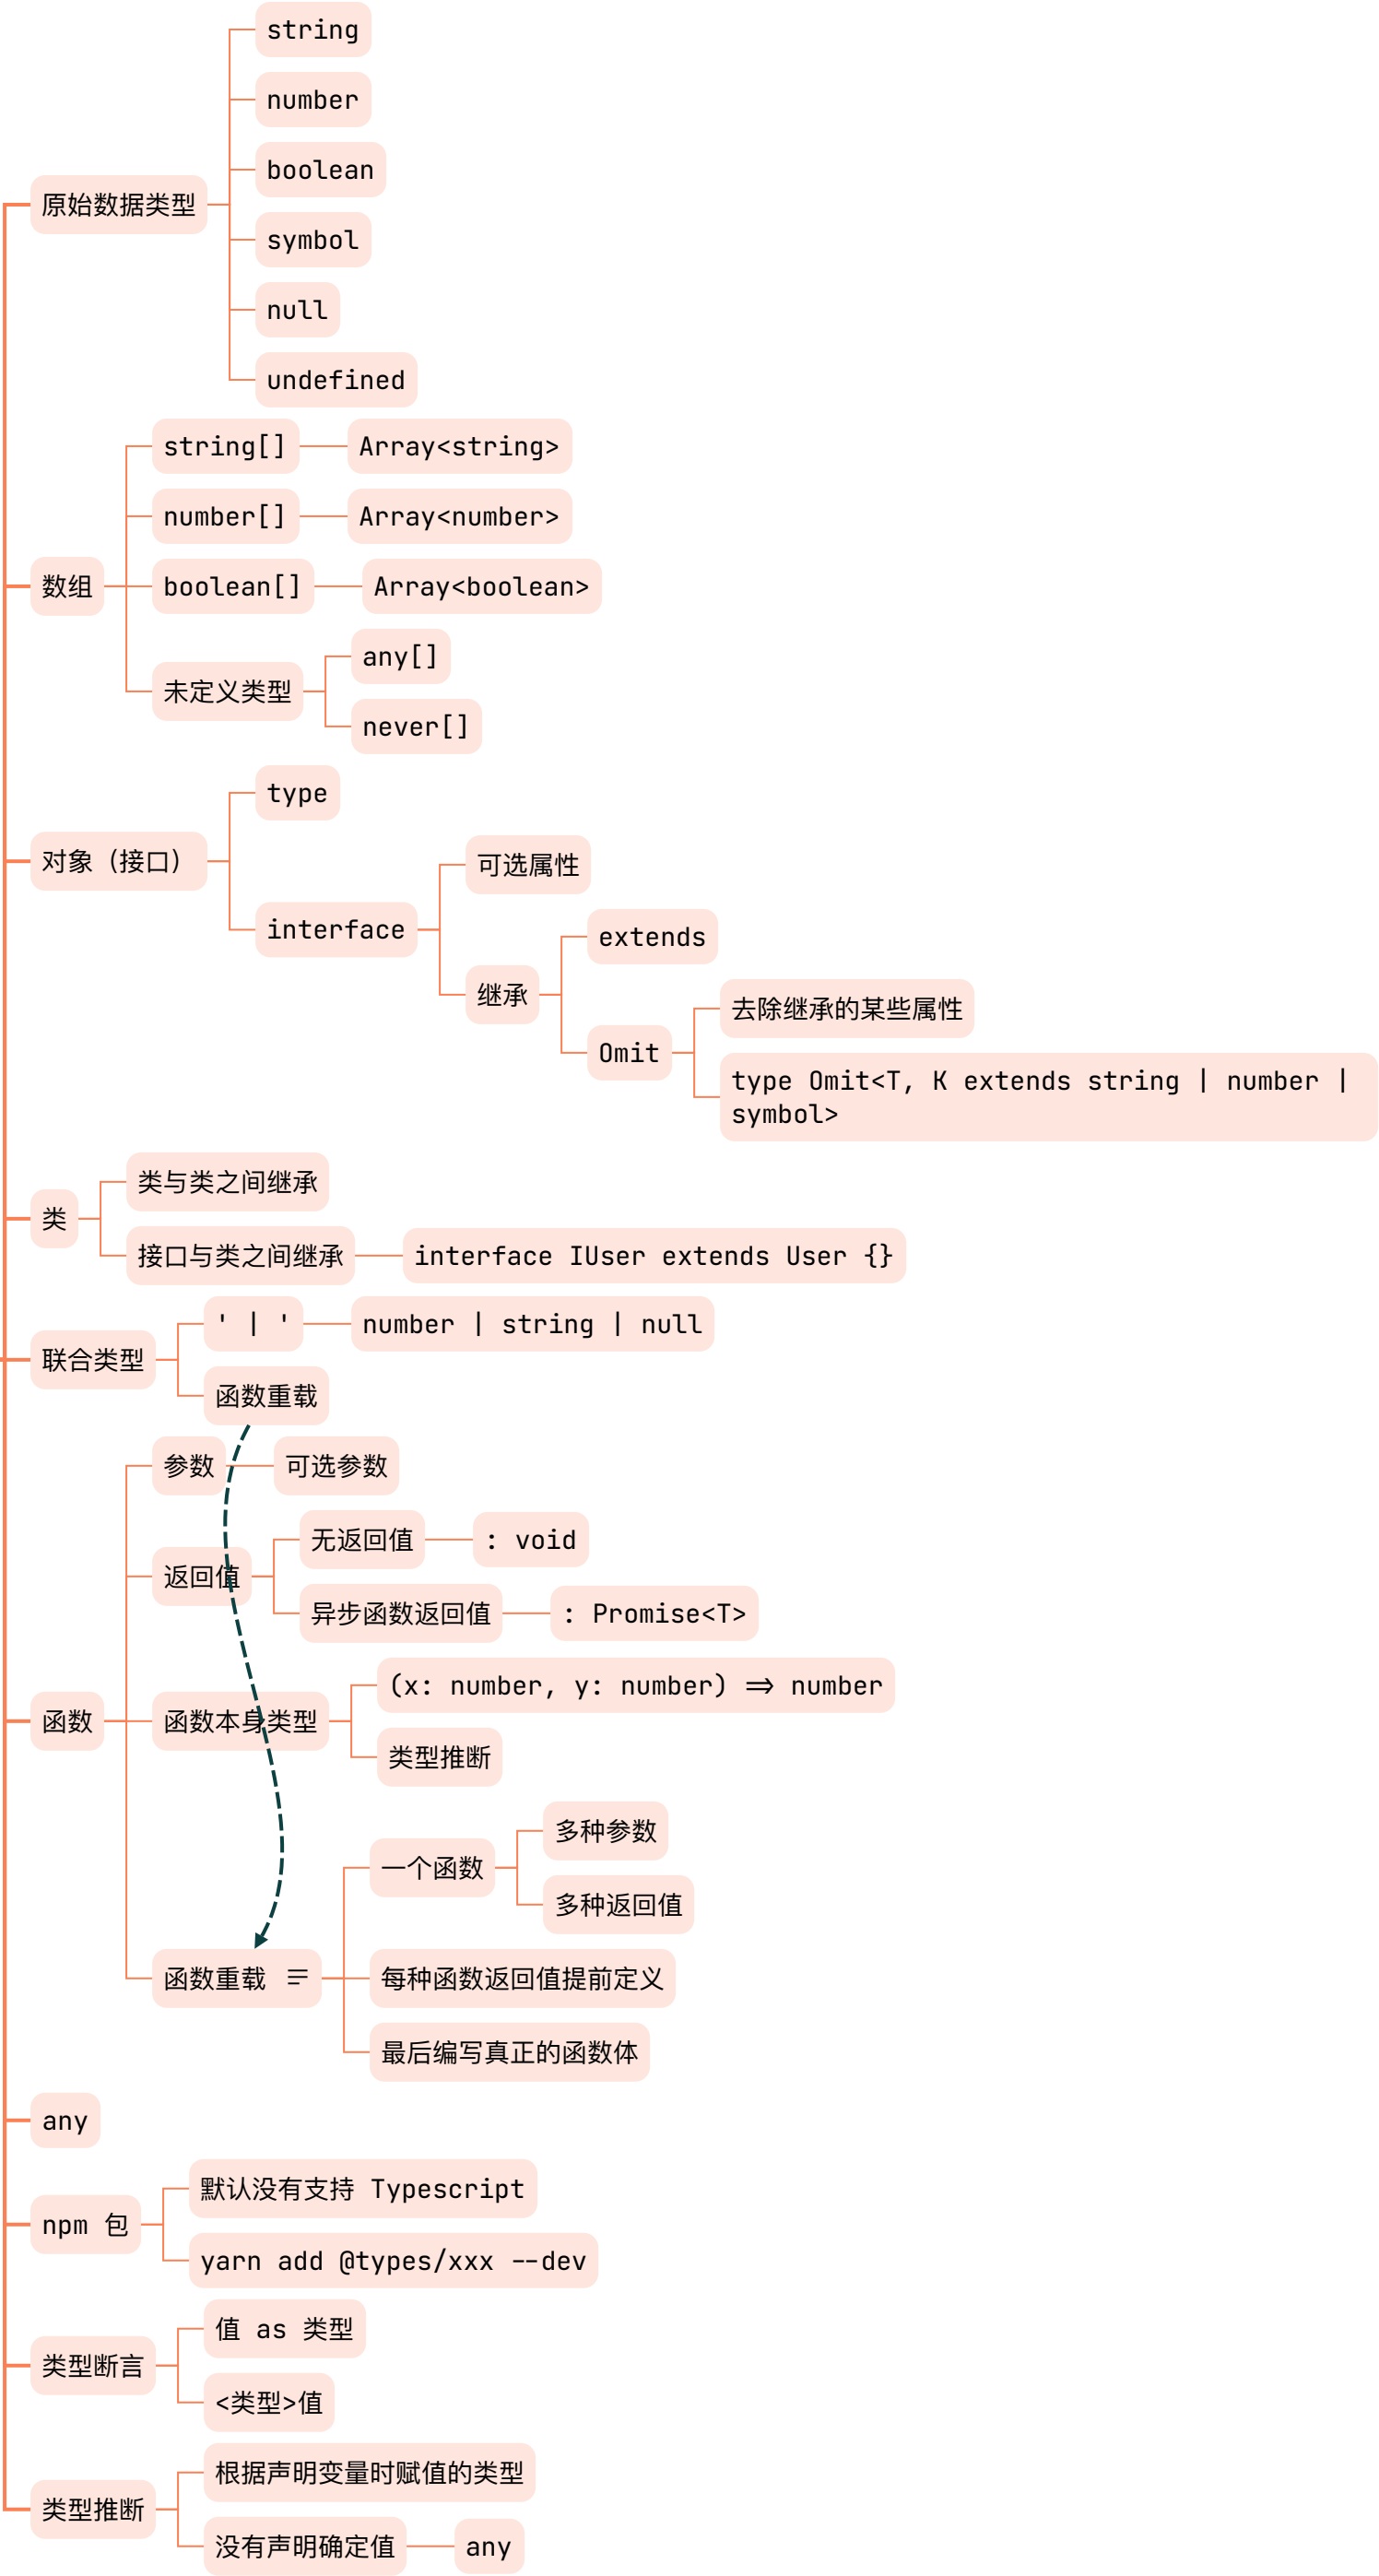 string
number
boolean
原始数据类型
symbol
null
undefined
string[]
Array<string>
number[]
Array<number>
数组
boolean[]
Array<boolean>
any[]
未定义类型
never[]
type
对象（接口）
可选属性
interface
extends
继承
去除继承的某些属性
Omit
type Omit<T, K extends string | number |
symbol>
类与类之间继承
类
接口与类之间继承
interface IUser extends User {}
' | '
number | string | null
联合类型
函数重载
参数
可选参数
无返回值
: void
返回值
异步函数返回值
: Promise<T>
(x: number, y: number) => number
函数
函数本身类型
类型推断
多种参数
一个函数
多种返回值
函数重载
每种函数返回值提前定义
最后编写真正的函数体
any
默认没有支持 Typescript
npm 包
yarn add @types/xxx --dev
值 as 类型
类型断言
<类型>值
根据声明变量时赋值的类型
类型推断
没有声明确定值
any